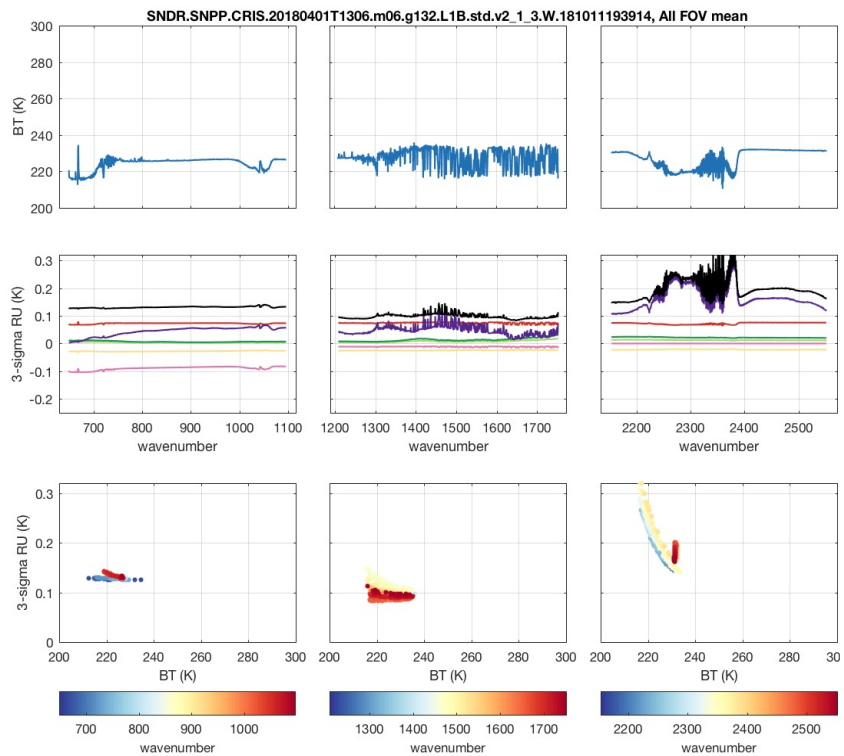 SNDR.SNPP.CRIS.20180401T1306.m06.g132.L1B.std.v2_1_3.W.181011193914, All FOV mean
300
280
260
240
220
200
BT (K)
0.3
0.2
0.1
0
-0.1
-0.2
3-sigma RU (K)
700 800 900 1000 1100
1200 1300 1400 1500 1600 1700
2200 2300 2400 2500
wavenumber wavenumber wavenumber
0.3
0.2
0.1
0
3-sigma RU (K)
200 220 240 260 280 300
200 220 240 260 280 300
200 220 240 260 280 30
BT (K) BT (K) BT (K)
700 800 900 1000
1300 1400 1500 1600 1700
2200 2300 2400 2500
wavenumber wavenumber wavenumber